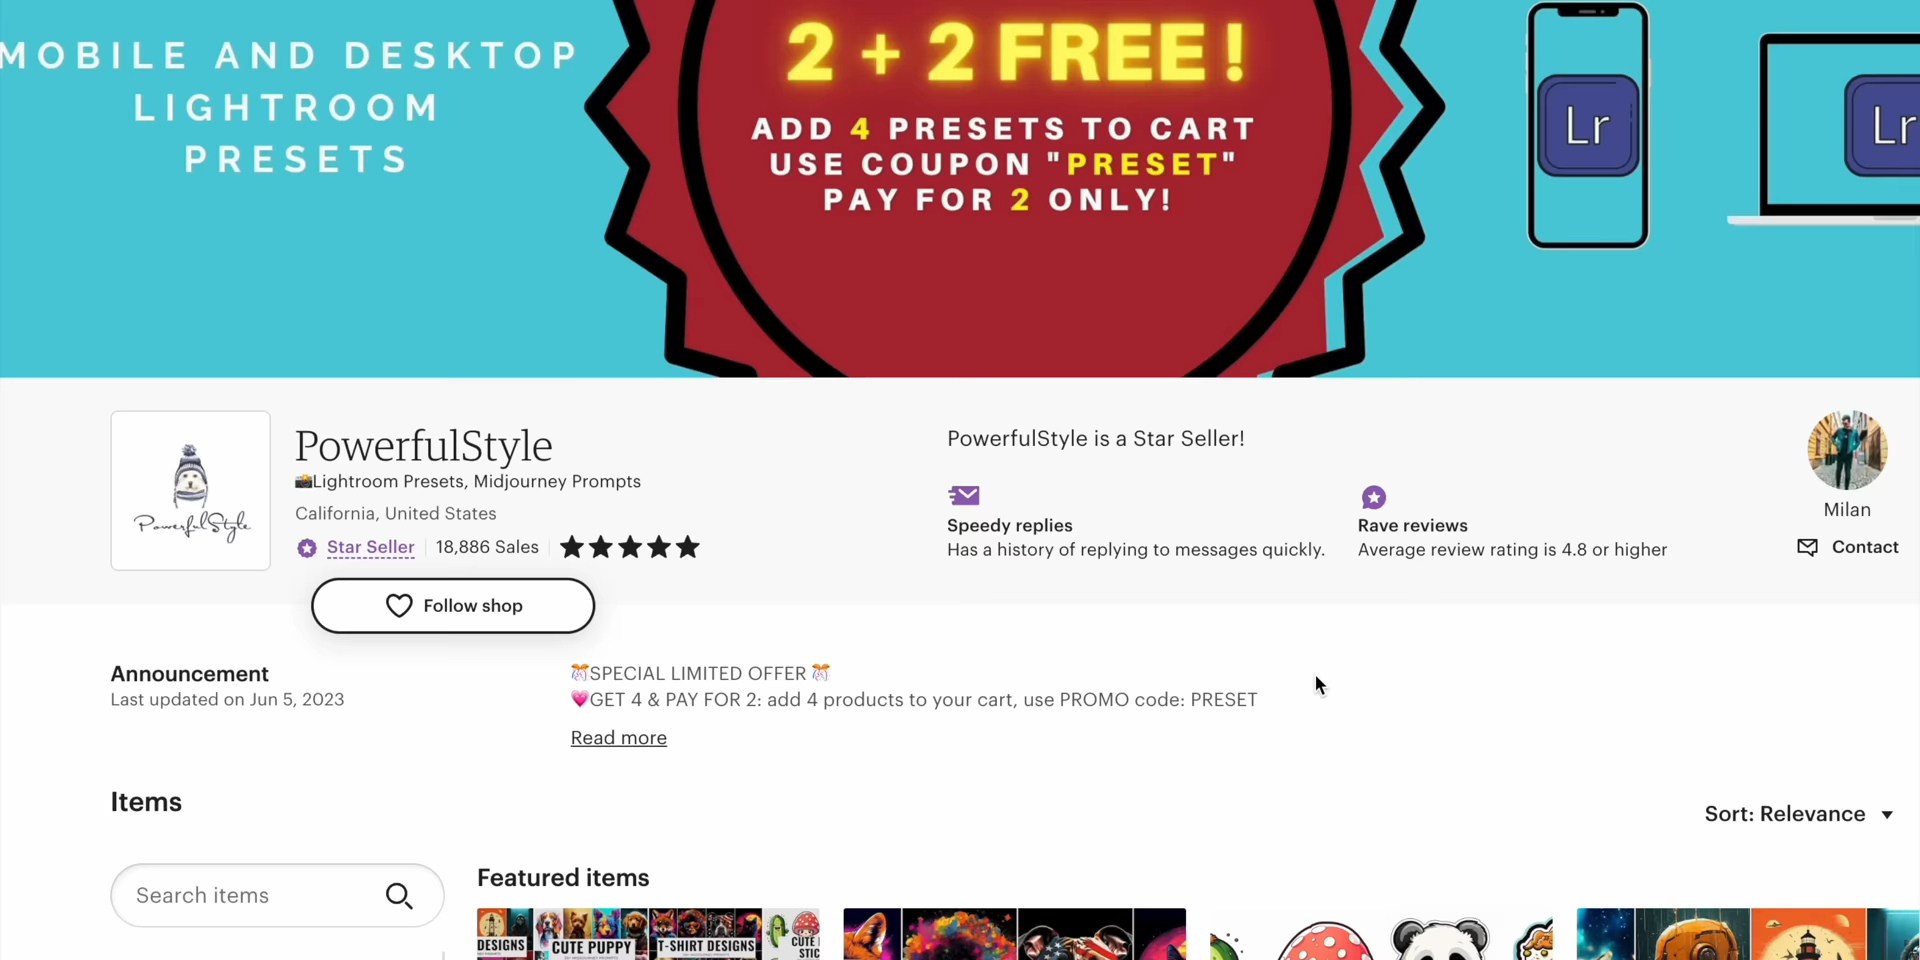 MOBILE AND DESKTOP
LIGHTROOM
PRESETS
2 + 2 FREE!
ADD 4 PRESETS TO CART
USE COUPON "PRESET"
PAY FOR 2 ONLY!
Lr
Lr
PowerfulStyle
PowerfulStyle
📸Lightroom Presets, Midjourney Prompts
California, United States
Star Seller
18,886 Sales
Follow shop
PowerfulStyle is a Star Seller!
Speedy replies
Has a history of replying to messages quickly.
Rave reviews
Average review rating is 4.8 or higher
Milan
Contact
Announcement
Last updated on Jun 5, 2023
🎊SPECIAL LIMITED OFFER 🎊
💗GET 4 & PAY FOR 2: add 4 products to your cart, use PROMO code: PRESET
Read more
Items
Sort: Relevance
Search items
Featured items
DESIGNS
CUTE PUPPY
T-SHIRT DESIGNS
CUTE
STIC